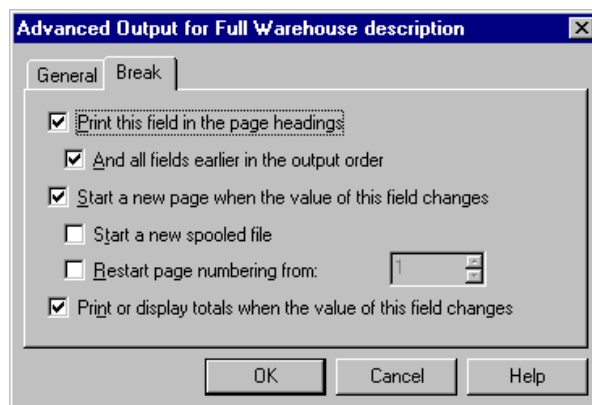 Advanced Output for Full Warehouse description
General Break
Print this field in the page headings
And all fields earlier in the output order
Start a new page when the value of this field changes
Start a new spooled file
Restart page numbering from: 1
Print or display totals when the value of this field changes
OK Cancel Help